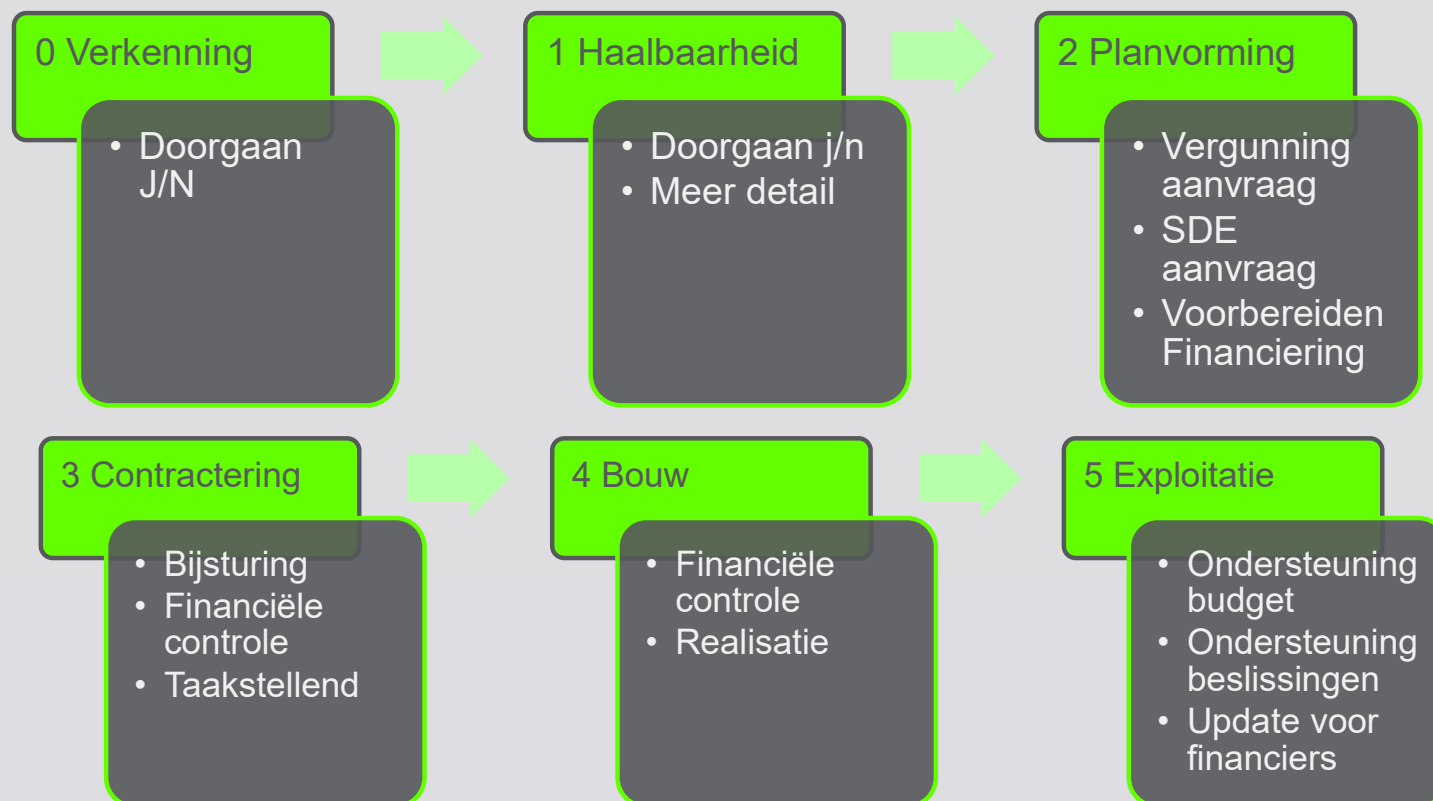 0 Verkenning
• Doorgaan
J/N
1 Haalbaarheid
• Doorgaan j/n
• Meer detail
2 Planvorming
• Vergunning
aanvraag
• SDE
aanvraag
• Voorbereiden
Financiering
3 Contractering
• Bijsturing
• Financiële
controle
• Taakstellend
4 Bouw
• Financiële
controle
• Realisatie
5 Exploitatie
• Ondersteuning
budget
• Ondersteuning
beslissingen
• Update voor
financiers